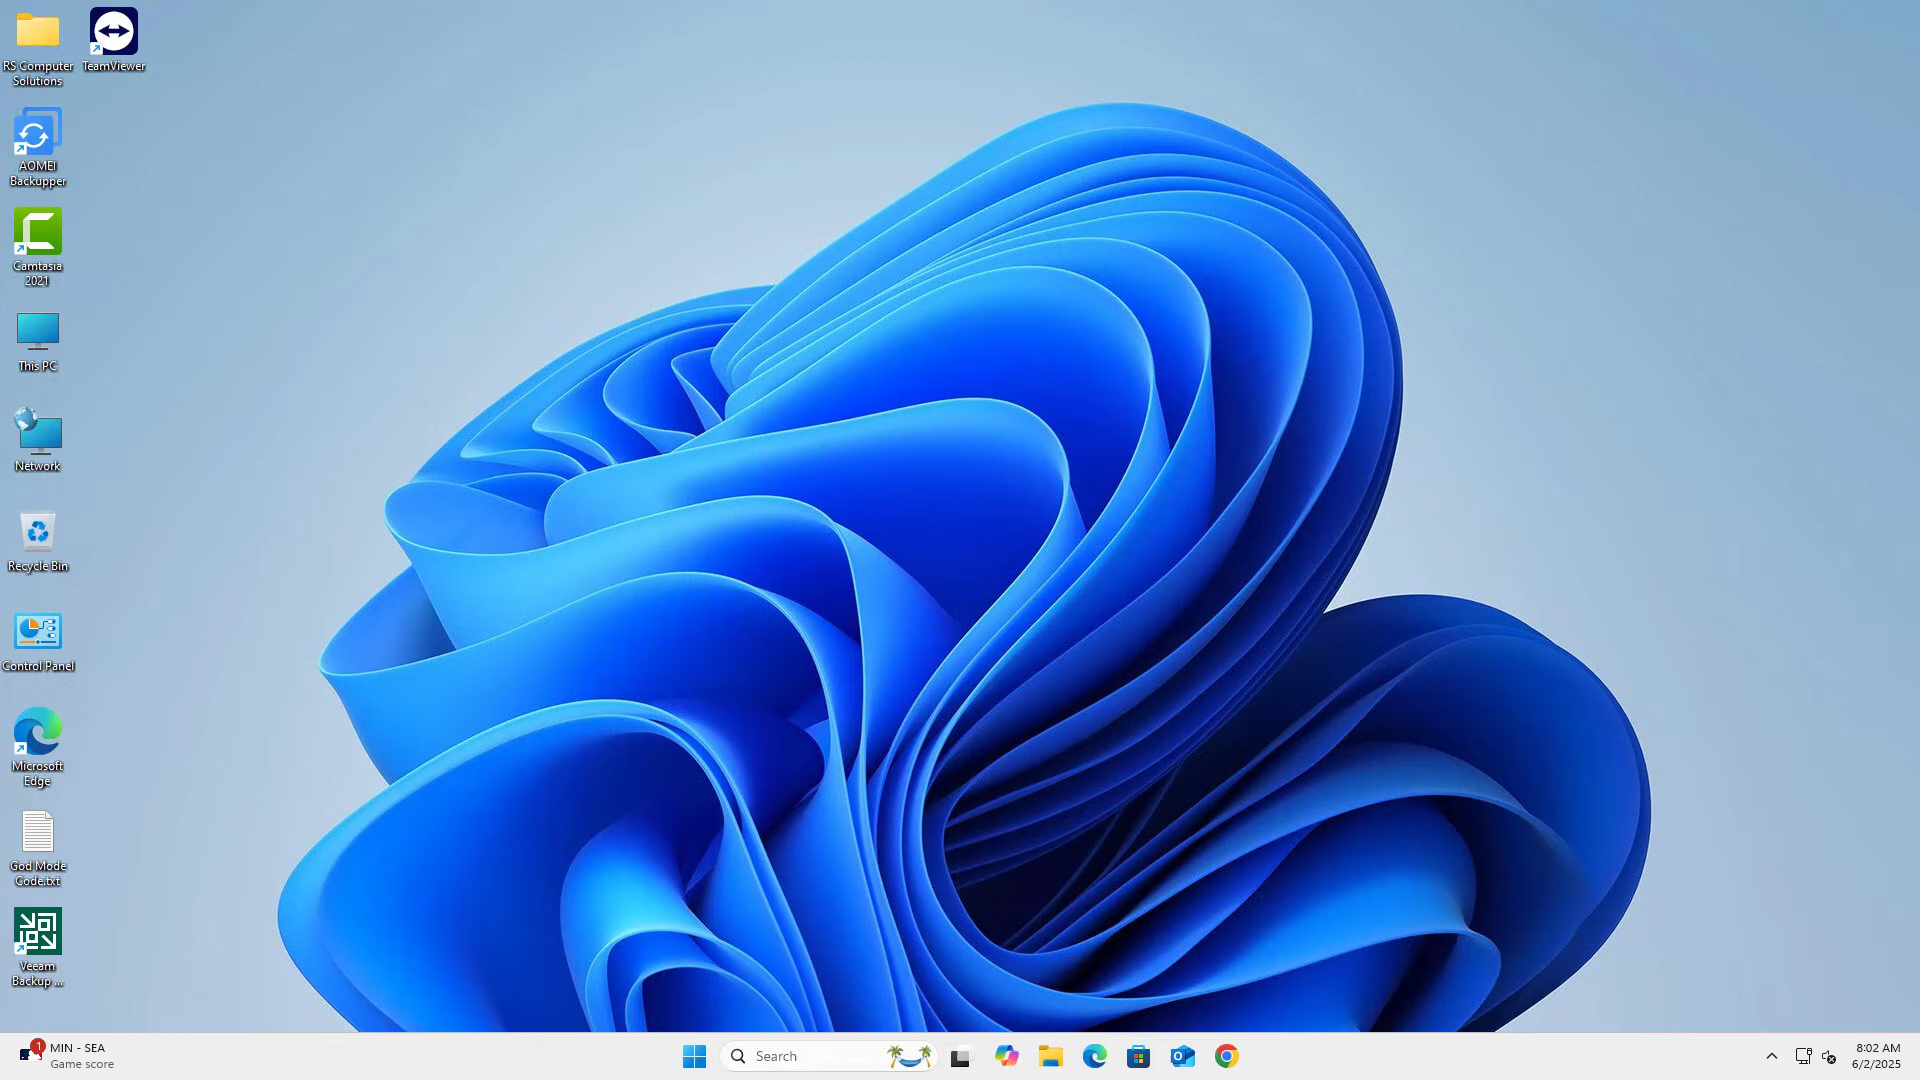 RS Computer
Solutions
TeamViewer
AOMEI
Backupper
Camtasia
2021
This PC
Network
Recycle Bin
Control Panel
Microsoft
Edge
God Mode
Code.txt
Veeam
Backup ...
1
MIN - SEA
Game score
Search
8:02 AM
6/2/2025